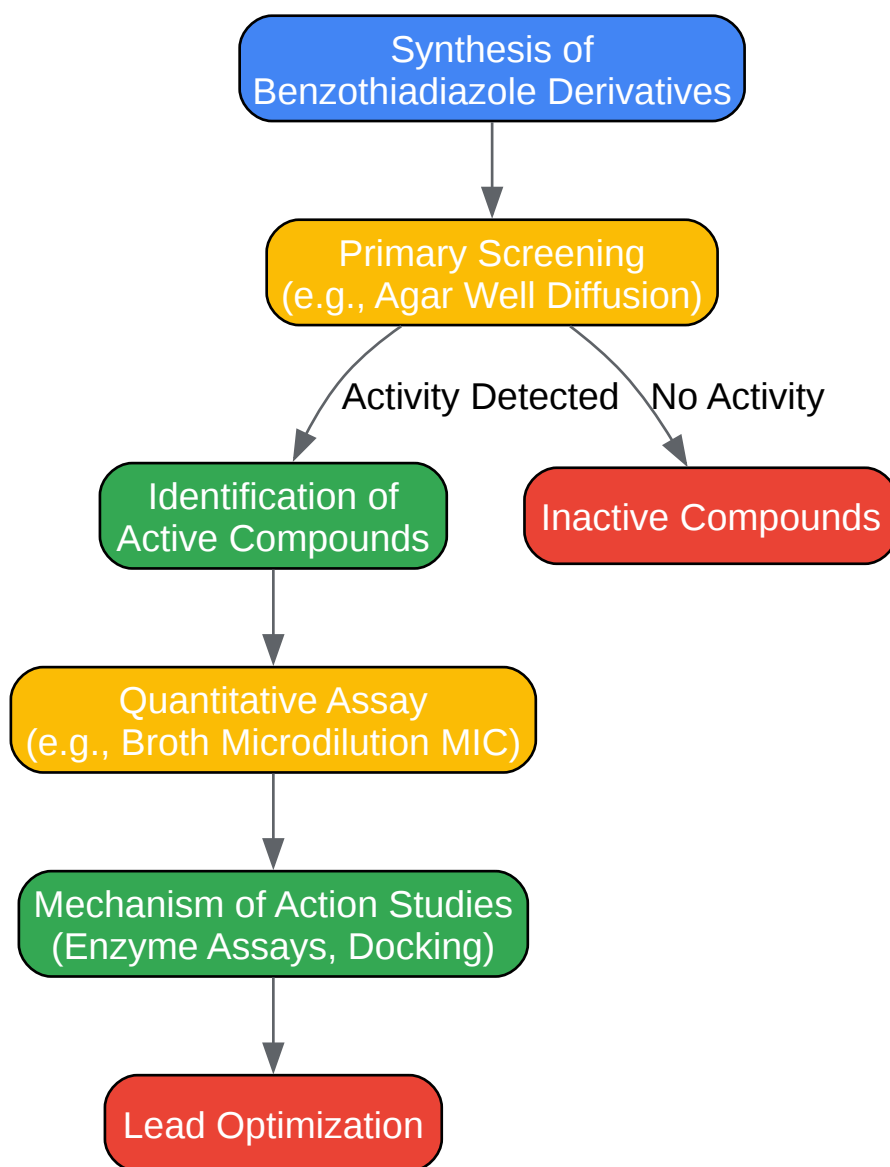 Synthesis of
Benzothiadiazole Derivatives
Primary Screening
(e.g., Agar Well Diffusion)
Activity Detected
No Activity
Identification of
Active Compounds
Inactive Compounds
Quantitative Assay
(e.g., Broth Microdilution MIC)
Mechanism of Action Studies
(Enzyme Assays, Docking)
Lead Optimization